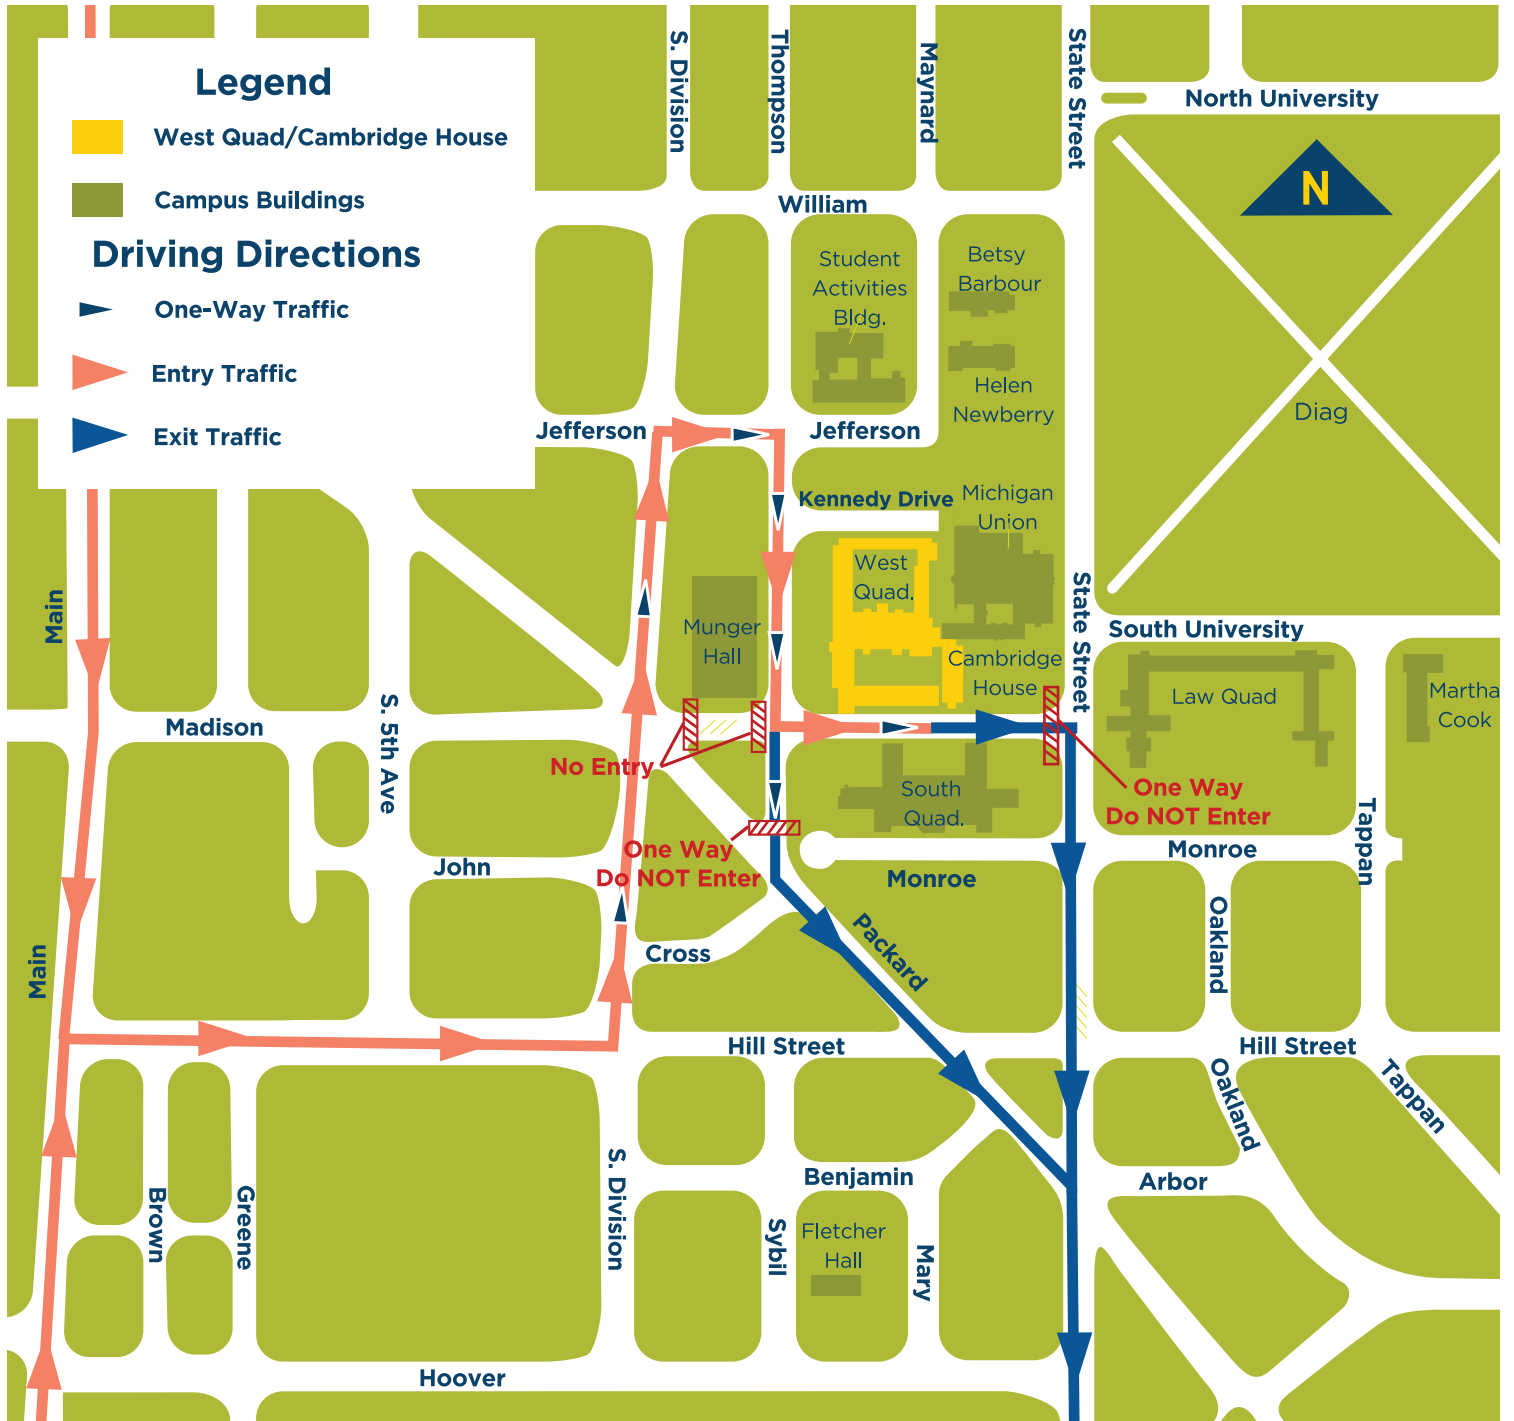 Legend
West Quad/Cambridge House
Campus Buildings
Driving Directions
One-Way Traffic
Entry Traffic
Exit Traffic
S. Division
Thompson
Maynard
State Street
North University
N
William
Student
Activities
Bldg.
Betsy
Barbour
Helen
Newberry
Diag
Jefferson
Jefferson
Kennedy Drive
Michigan
Union
West
Quad.
Main
Munger
Hall
State Street
South University
Cambridge
House
Law Quad
Martha
Cook
Madison
S. 5th Ave
No Entry
One Way
Do NOT Enter
South
Quad.
One Way
Do NOT Enter
John
Monroe
Monroe
Tappan
Main
Cross
Packard
Oakland
Hill Street
Hill Street
Oakland
Tappan
Brown
Greene
S. Division
Benjamin
Arbor
Sybil
Fletcher
Hall
Mary
Hoover